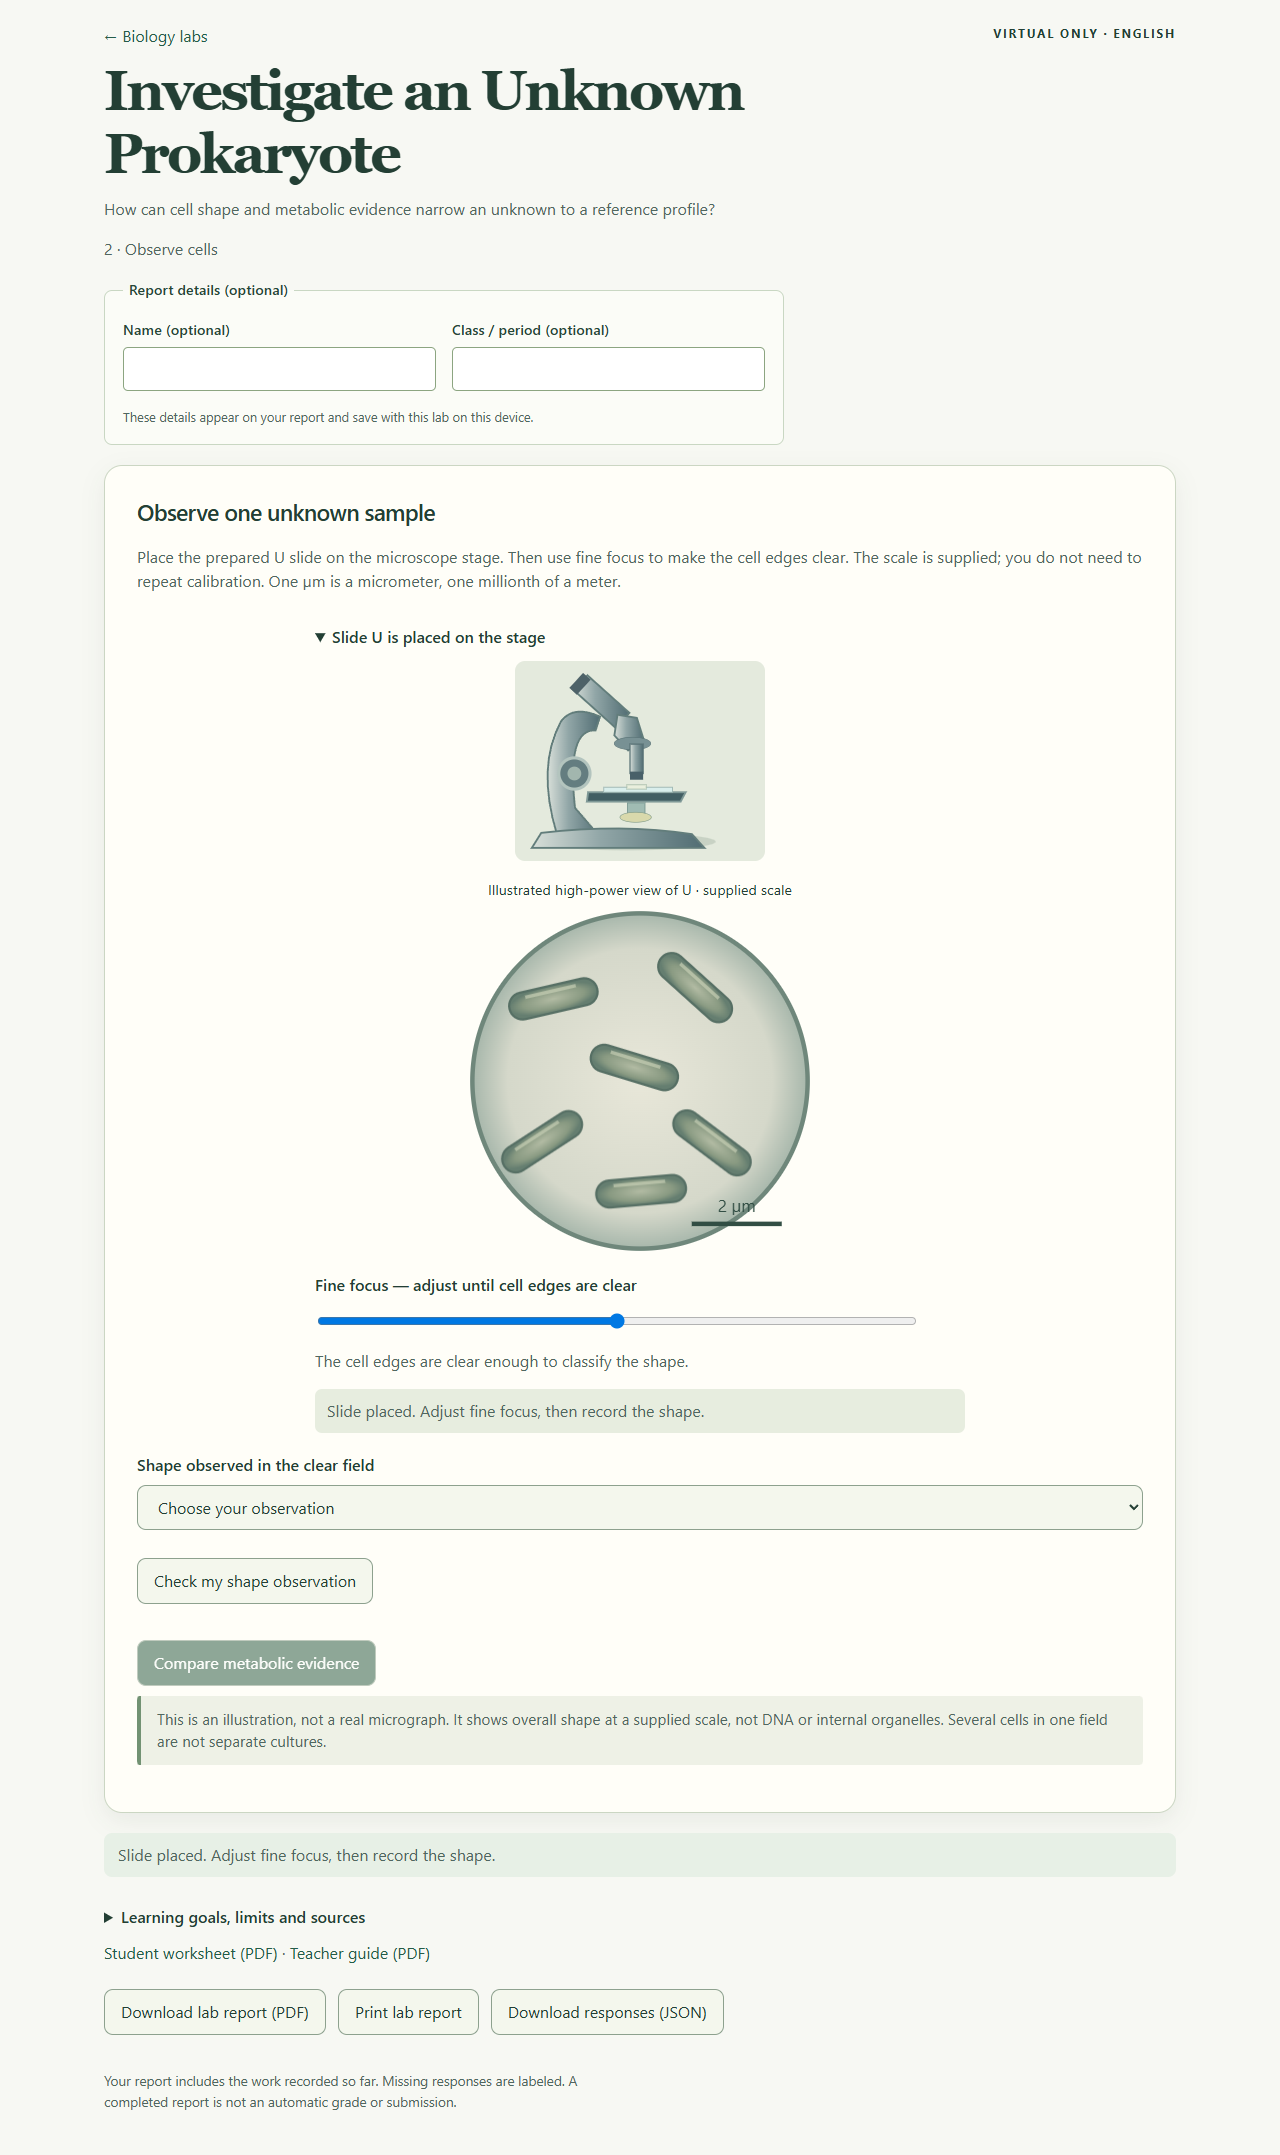 ← Biology labs
VIRTUAL ONLY · ENGLISH
Investigate an Unknown
Prokaryote
How can cell shape and metabolic evidence narrow an unknown to a reference profile?
2 · Observe cells
Report details (optional)
Name (optional)
Class / period (optional)
These details appear on your report and save with this lab on this device.
Observe one unknown sample
Place the prepared U slide on the microscope stage. Then use fine focus to make the cell edges clear. The scale is supplied; you do not need to
repeat calibration. One µm is a micrometer, one millionth of a meter.
▼ Slide U is placed on the stage
Illustrated high-power view of U · supplied scale
2 µm
Fine focus — adjust until cell edges are clear
The cell edges are clear enough to classify the shape.
Slide placed. Adjust fine focus, then record the shape.
Shape observed in the clear field
Choose your observation
Check my shape observation
Compare metabolic evidence
This is an illustration, not a real micrograph. It shows overall shape at a supplied scale, not DNA or internal organelles. Several cells in one field
are not separate cultures.
Slide placed. Adjust fine focus, then record the shape.
▶ Learning goals, limits and sources
Student worksheet (PDF) · Teacher guide (PDF)
Download lab report (PDF)
Print lab report
Download responses (JSON)
Your report includes the work recorded so far. Missing responses are labeled. A
completed report is not an automatic grade or submission.